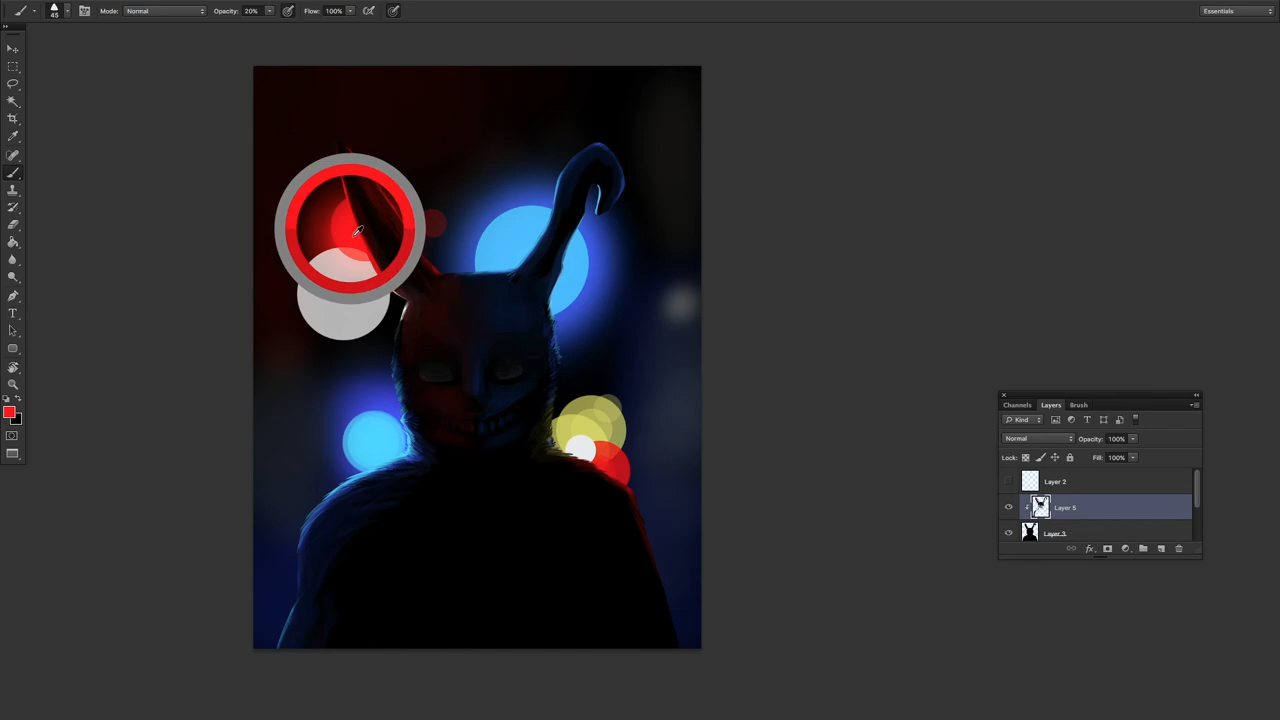 45 Mode: Normal Opacity: 20% Flow: 100% Essentials
Channels Layers Brush
Kind
Normal Opacity: 100%
Lock: Fill: 100%
Layer 2
Layer 5
Layer 3